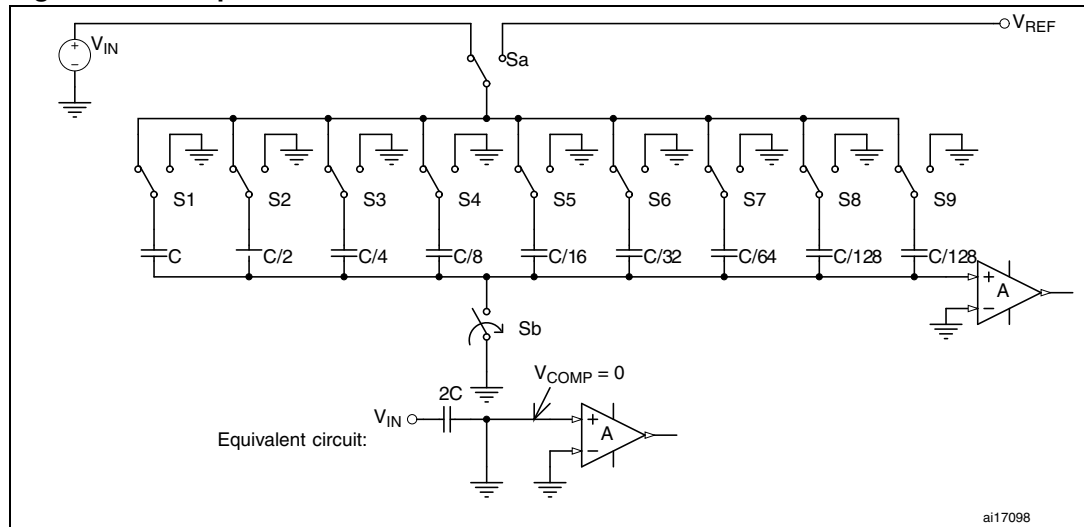 V_IN
Sa
V_REF
S1 S2 S3 S4 S5 S6 S7 S8 S9
C C/2 C/4 C/8 C/16 C/32 C/64 C/128 C/128
+
A
−
Sb
V_COMP = 0
2C
V_IN
+
A
−
Equivalent circuit:
ai17098